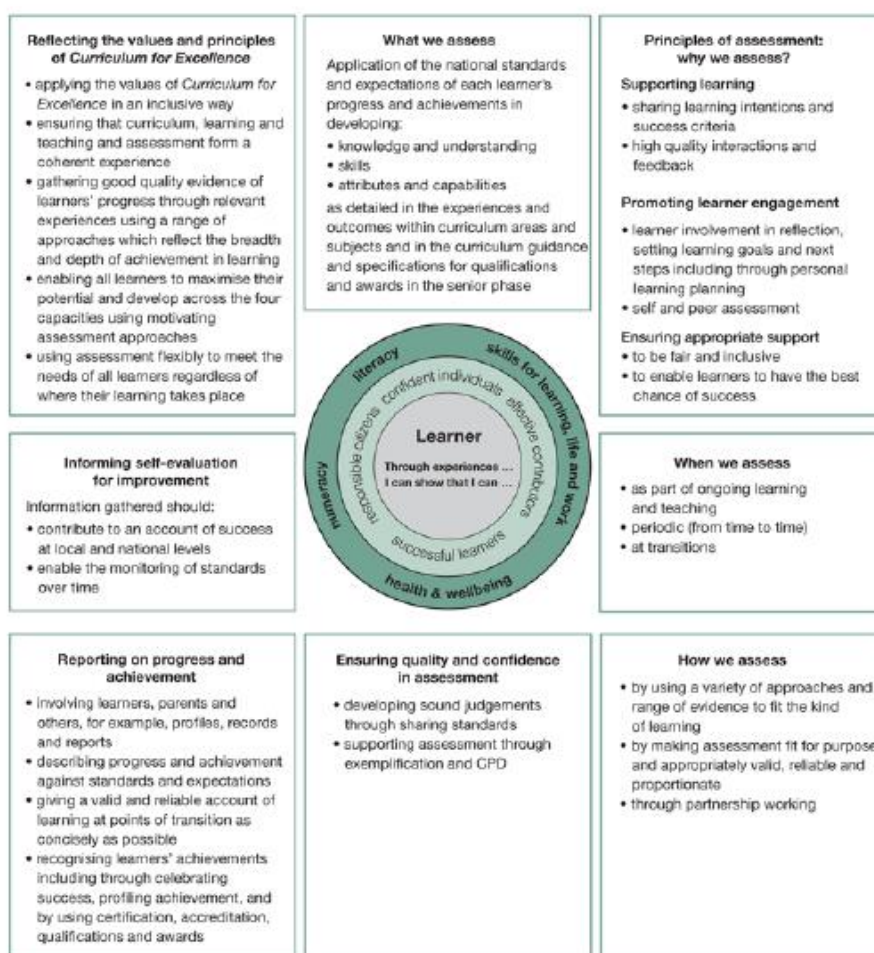 Reflecting the values and principles
of Curriculum for Excellence
• applying the values of Curriculum for
Excellence in an inclusive way
• ensuring that curriculum, learning and
teaching and assessment form a
coherent experience
• gathering good quality evidence of
learners' progress through relevant
experiences using a range of
approaches which reflect the breadth
and depth of achievement in learning
• enabling all learners to maximise their
potential and develop across the four
capacities using motivating
assessment approaches
• using assessment flexibly to meet the
needs of all learners regardless of
where their learning takes place
What we assess
Application of the national standards
and expectations of each learner's
progress and achievements in
developing:
• knowledge and understanding
• skills
• attributes and capabilities
as detailed in the experiences and
outcomes within curriculum areas and
subjects and in the curriculum guidance
and specifications for qualifications
and awards in the senior phase
Principles of assessment:
why we assess?
Supporting learning
• sharing learning intentions and
success criteria
• high quality interactions and
feedback
Promoting learner engagement
• learner involvement in reflection,
setting learning goals and next
steps including through personal
learning planning
• self and peer assessment
Ensuring appropriate support
• to be fair and inclusive
• to enable learners to have the best
chance of success
Informing self-evaluation
for improvement
Information gathered should:
• contribute to an account of success
at local and national levels
• enable the monitoring of standards
over time
literacy
skills for learning, life and work
numeracy
health & wellbeing
confident individuals
effective contributors
responsible citizens
successful learners
Learner
Through experiences ...
I can show that I can ...
When we assess
• as part of ongoing learning
and teaching
• periodic (from time to time)
• at transitions
Reporting on progress and
achievement
• involving learners, parents and
others, for example, profiles, records
and reports
• describing progress and achievement
against standards and expectations
• giving a valid and reliable account of
learning at points of transition as
concisely as possible
• recognising learners' achievements
including through celebrating
success, profiling achievement, and
by using certification, accreditation,
qualifications and awards
Ensuring quality and confidence
in assessment
• developing sound judgements
through sharing standards
• supporting assessment through
exemplification and CPD
How we assess
• by using a variety of approaches and
range of evidence to fit the kind
of learning
• by making assessment fit for purpose
and appropriately valid, reliable and
proportionate
• through partnership working